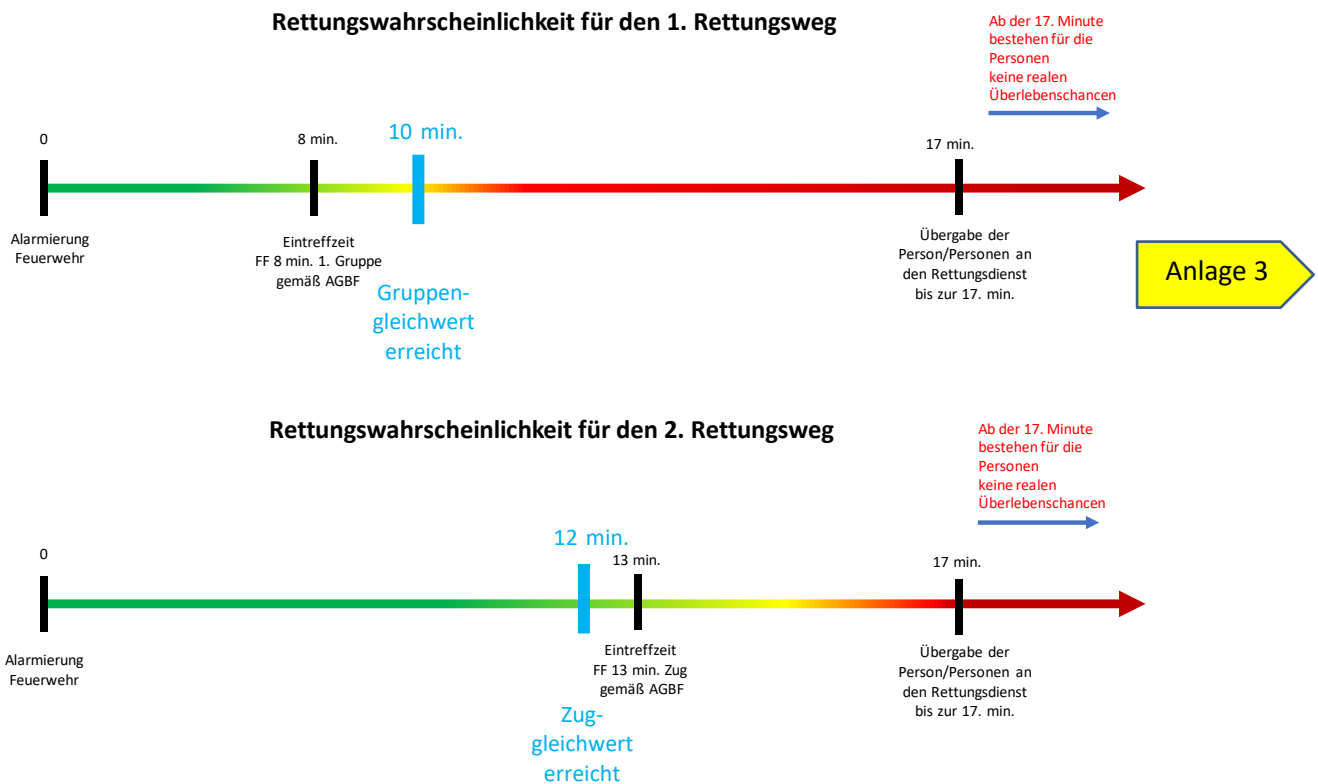 Rettungswahrscheinlichkeit für den 1. Rettungsweg
Ab der 17. Minute
bestehen für die
Personen
keine realen
Überlebenschancen
0
8 min.
10 min.
17 min.
Alarmierung
Feuerwehr
Eintreffzeit
FF 8 min. 1. Gruppe
gemäß AGBF
Gruppen-
gleichwert
erreicht
Übergabe der
Person/Personen an
den Rettungsdienst
bis zur 17. min.
Anlage 3
Rettungswahrscheinlichkeit für den 2. Rettungsweg
Ab der 17. Minute
bestehen für die
Personen
keine realen
Überlebenschancen
0
12 min.
13 min.
17 min.
Alarmierung
Feuerwehr
Eintreffzeit
FF 13 min. Zug
gemäß AGBF
Zug-
gleichwert
erreicht
Übergabe der
Person/Personen an
den Rettungsdienst
bis zur 17. min.